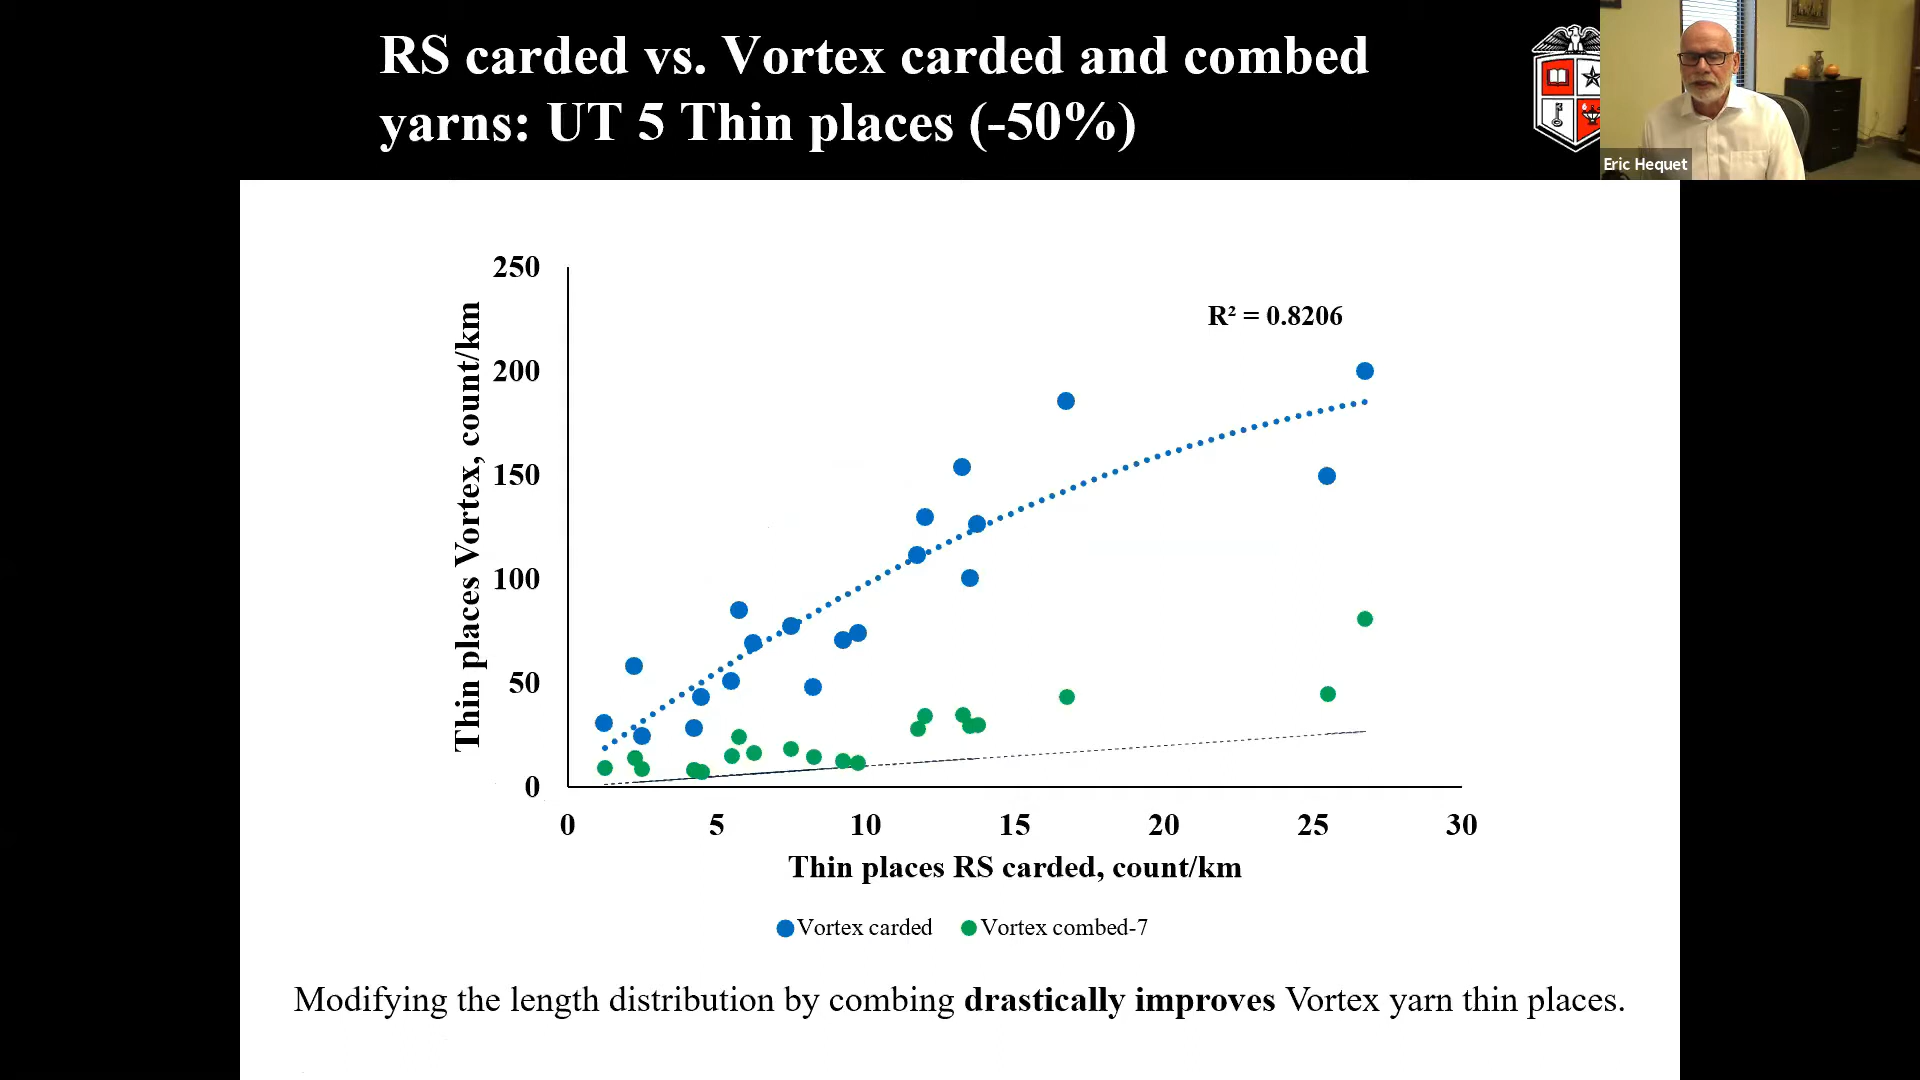 RS carded vs. Vortex carded and combed
yarns: UT 5 Thin places (-50%)
Eric Hequet
250
200
150
100
50
0
Thin places Vortex, count/km
R² = 0.8206
0 5 10 15 20 25 30
Thin places RS carded, count/km
Vortex carded Vortex combed-7
Modifying the length distribution by combing drastically improves Vortex yarn thin places.